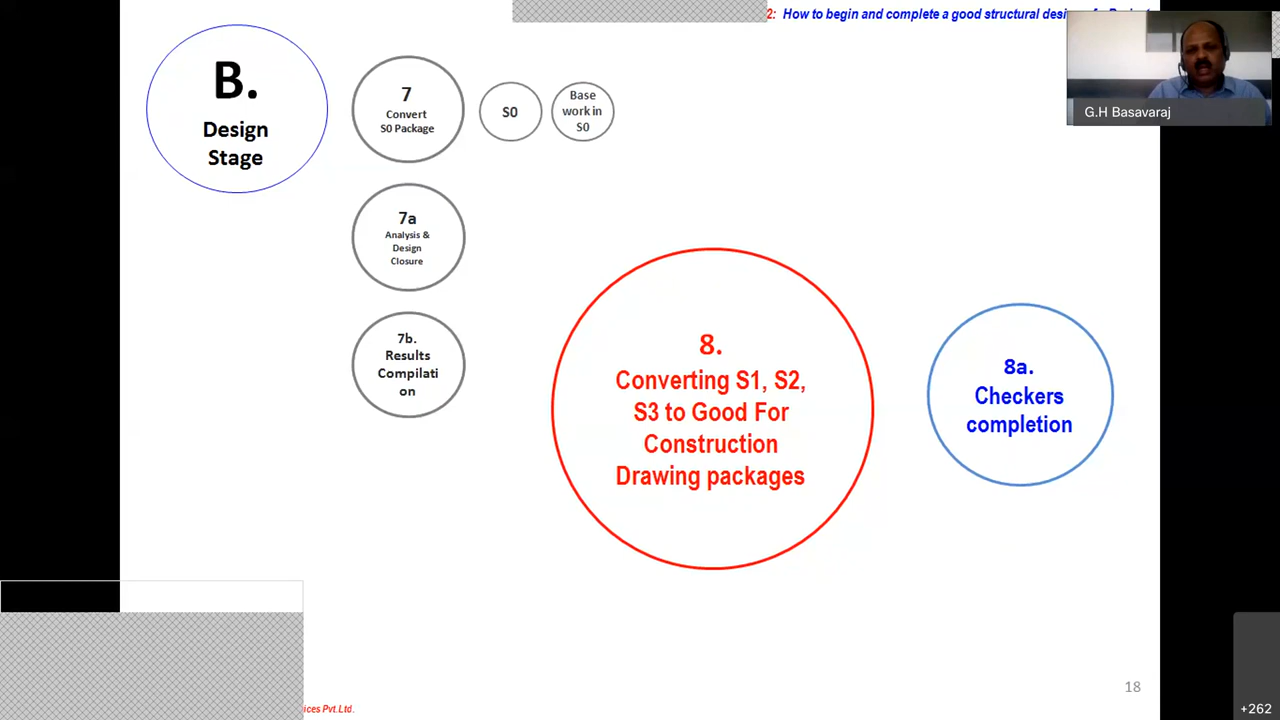 2: How to begin and complete a good structural
B.
Design
Stage
7
Convert
S0 Package
S0
Base
work in
S0
G.H Basavaraj
7a
Analysis &
Design
Closure
7b.
Results
Compilati
on
8.
Converting S1, S2,
S3 to Good For
Construction
Drawing packages
8a.
Checkers
completion
18
ices Pvt.Ltd.
+262